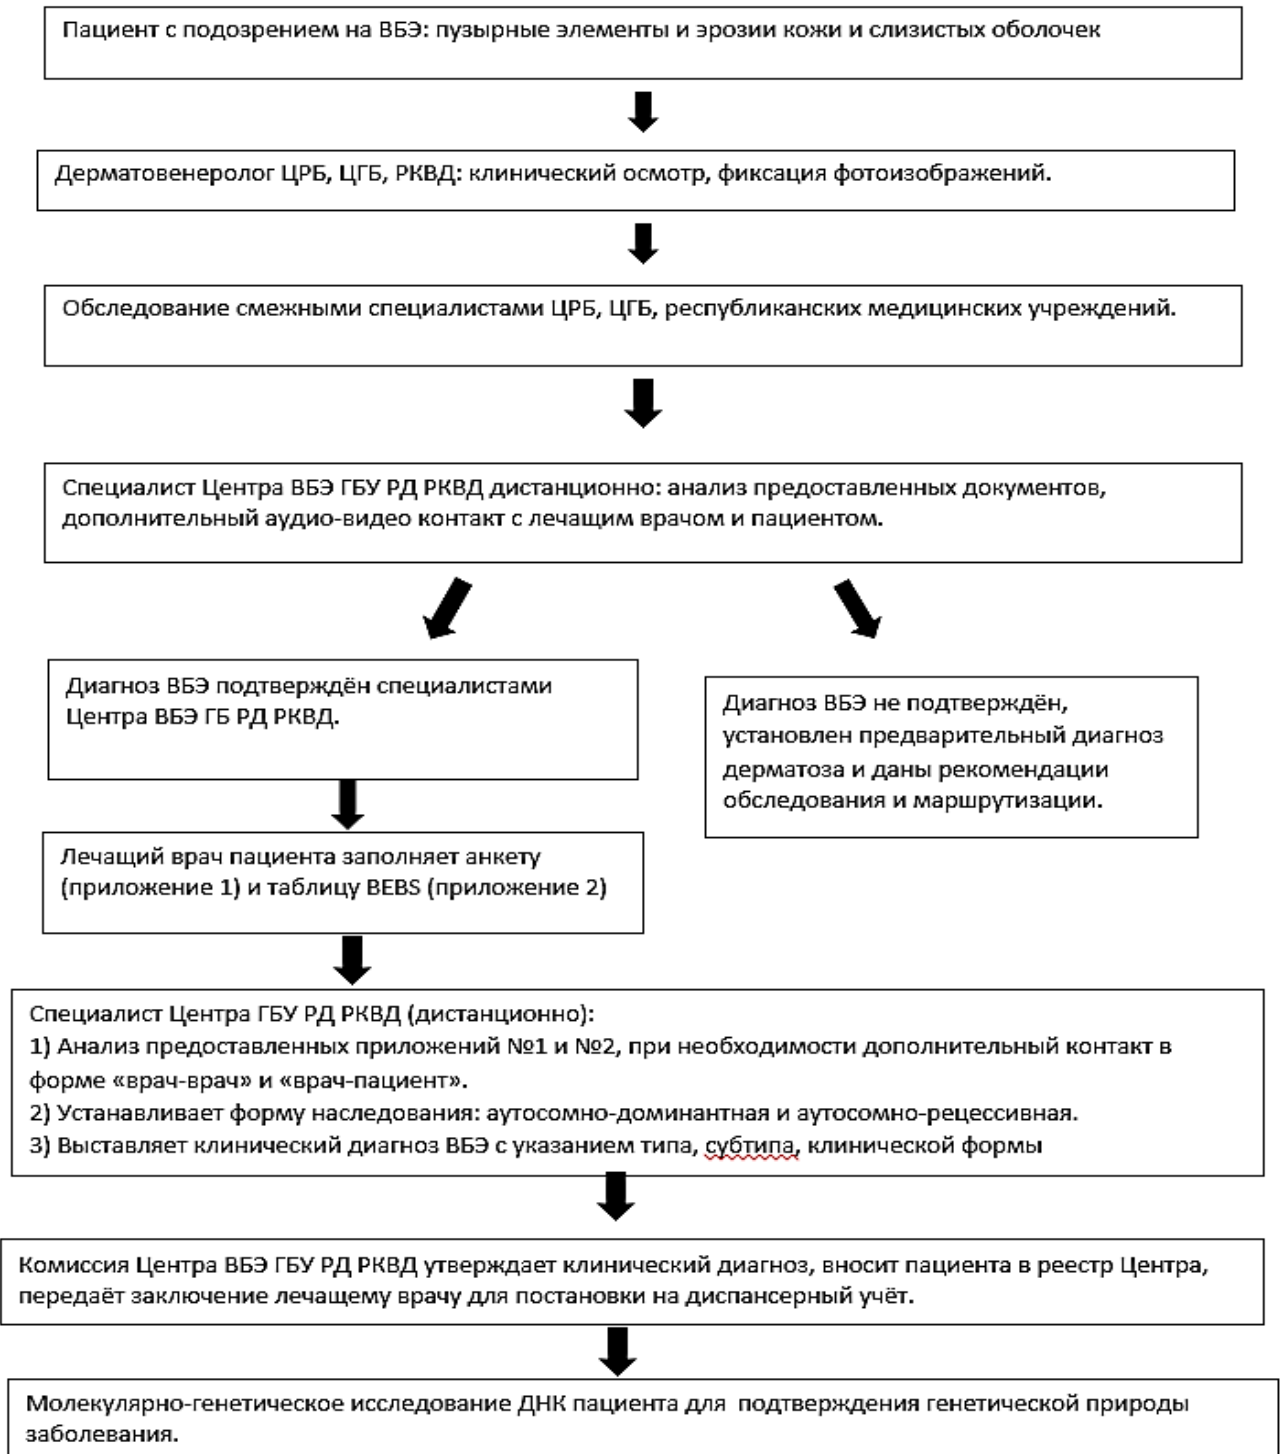 Пациент с подозрением на ВБЭ: пузырные элементы и эрозии кожи и слизистых оболочек
Дерматовенеролог ЦРБ, ЦГБ, РКВД: клинический осмотр, фиксация фотоизображений.
Обследование смежными специалистами ЦРБ, ЦГБ, республиканских медицинских учреждений.
Специалист Центра ВБЭ ГБУ РД РКВД дистанционно: анализ предоставленных документов,
дополнительный аудио-видео контакт с лечащим врачом и пациентом.
Диагноз ВБЭ подтверждён специалистами
Центра ВБЭ ГБ РД РКВД.
Диагноз ВБЭ не подтверждён,
установлен предварительный диагноз
дерматоза и даны рекомендации
обследования и маршрутизации.
Лечащий врач пациента заполняет анкету
(приложение 1) и таблицу BEBS (приложение 2)
Специалист Центра ГБУ РД РКВД (дистанционно):
1) Анализ предоставленных приложений №1 и №2, при необходимости дополнительный контакт в
форме «врач-врач» и «врач-пациент».
2) Устанавливает форму наследования: аутосомно-доминантная и аутосомно-рецессивная.
3) Выставляет клинический диагноз ВБЭ с указанием типа, субтипа, клинической формы
Комиссия Центра ВБЭ ГБУ РД РКВД утверждает клинический диагноз, вносит пациента в реестр Центра,
передаёт заключение лечащему врачу для постановки на диспансерный учёт.
Молекулярно-генетическое исследование ДНК пациента для подтверждения генетической природы
заболевания.